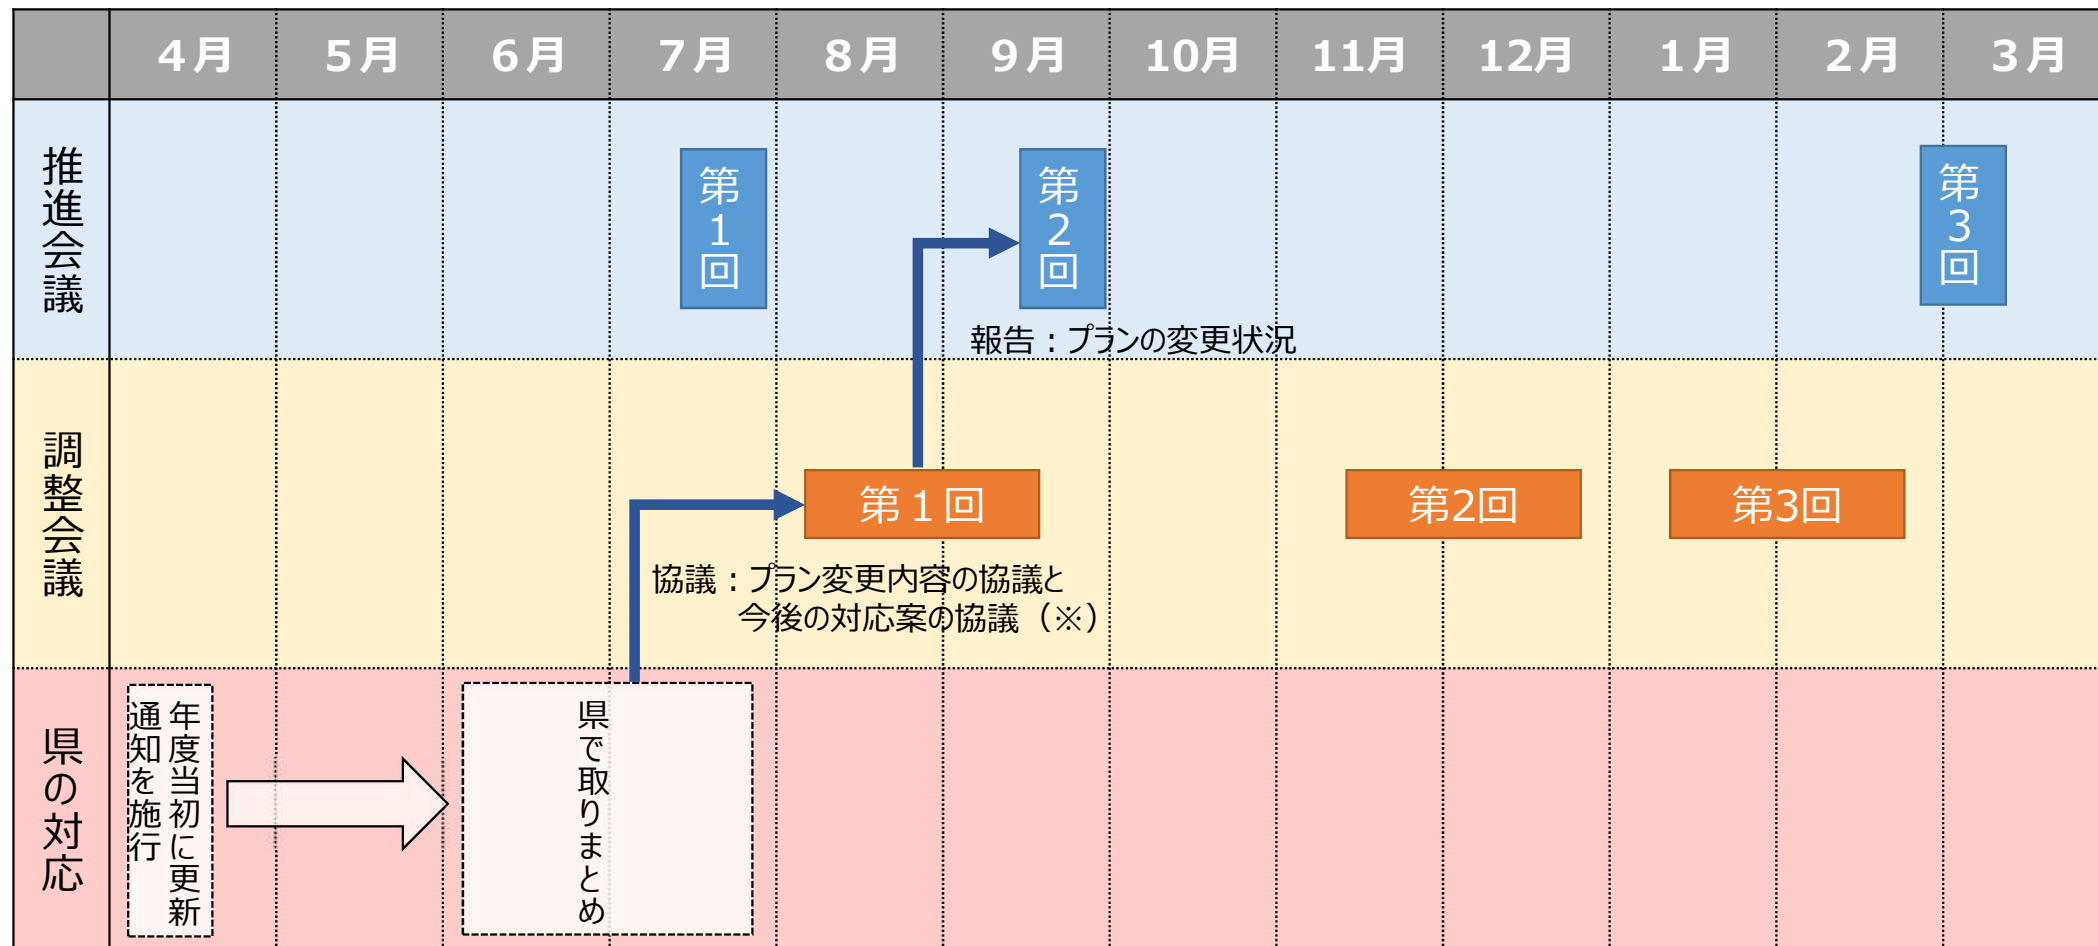 4月 5月 6月 7月 8月 9月 10月 11月 12月 1月 2月 3月
推進会議
第1回
第2回
第3回
報告：プランの変更状況
調整会議
第１回
第2回
第3回
協議：プラン変更内容の協議と
今後の対応案の協議（※）
県の対応
年度当初に更新
通知を施行
県で取りまとめ